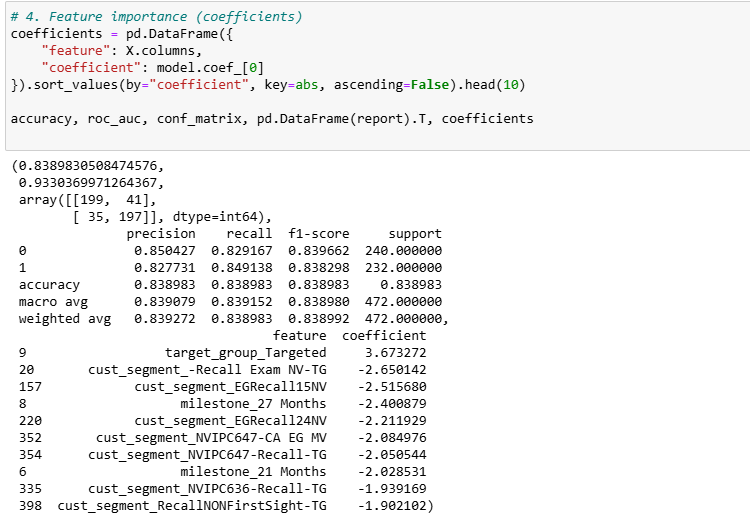 # 4. Feature importance (coefficients)
coefficients = pd.DataFrame({
    "feature": X.columns,
    "coefficient": model.coef_[0]
}).sort_values(by="coefficient", key=abs, ascending=False).head(10)
accuracy, roc_auc, conf_matrix, pd.DataFrame(report).T, coefficients
(0.8389830508474576,
 0.9330369971264367,
 array([[199,  41],
        [ 35, 197]], dtype=int64),
               precision    recall  f1-score     support
 0              0.850427  0.829167  0.839662  240.000000
 1              0.827731  0.849138  0.838298  232.000000
 accuracy       0.838983  0.838983  0.838983    0.838983
 macro avg      0.839079  0.839152  0.838980  472.000000
 weighted avg   0.839272  0.838983  0.838992  472.000000,
                                 feature  coefficient
 9                 target_group_Targeted     3.673272
 20        cust_segment_-Recall Exam NV-TG    -2.650142
 157             cust_segment_EGRecall15NV    -2.515680
 8                     milestone_27 Months    -2.400879
 220             cust_segment_EGRecall24NV    -2.211929
 352        cust_segment_NVIPC647-CA EG MV    -2.084976
 354       cust_segment_NVIPC647-Recall-TG    -2.050544
 6                     milestone_21 Months    -2.028531
 335       cust_segment_NVIPC636-Recall-TG    -1.939169
 398  cust_segment_RecallNONFirstSight-TG    -1.902102)